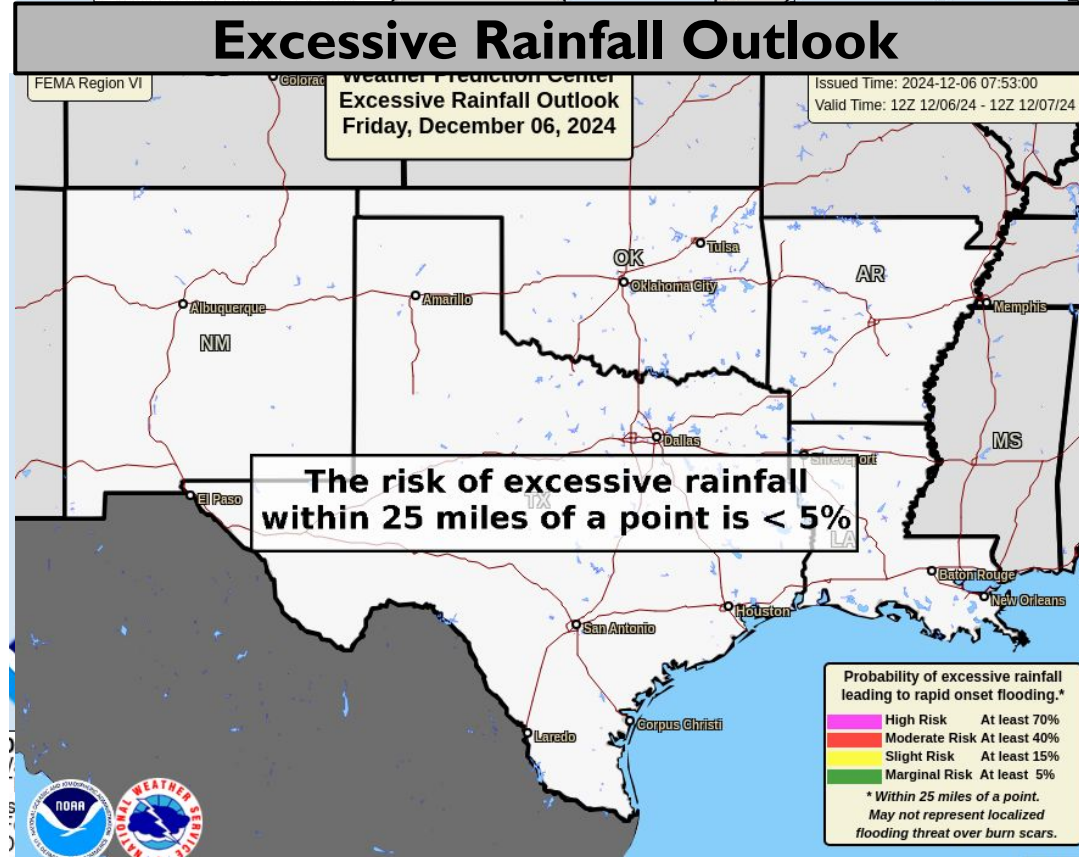 Excessive Rainfall Outlook
FEMA Region VI
Weather Prediction Center
Excessive Rainfall Outlook
Friday, December 06, 2024
Issued Time: 2024-12-06 07:53:00
Valid Time: 12Z 12/06/24 - 12Z 12/07/24
Tulsa
OK
Oklahoma City
AR
Albuquerque
Amarillo
Memphis
NM
Dallas
MS
Shreveport
The risk of excessive rainfall
within 25 miles of a point is < 5%
El Paso
TX
LA
Baton Rouge
New Orleans
Houston
San Antonio
Corpus Christi
Laredo
Probability of excessive rainfall
leading to rapid onset flooding.*
High Risk At least 70%
Moderate Risk At least 40%
Slight Risk At least 15%
Marginal Risk At least 5%
* Within 25 miles of a point.
May not represent localized
flooding threat over burn scars.
NOAA
NATIONAL WEATHER SERVICE